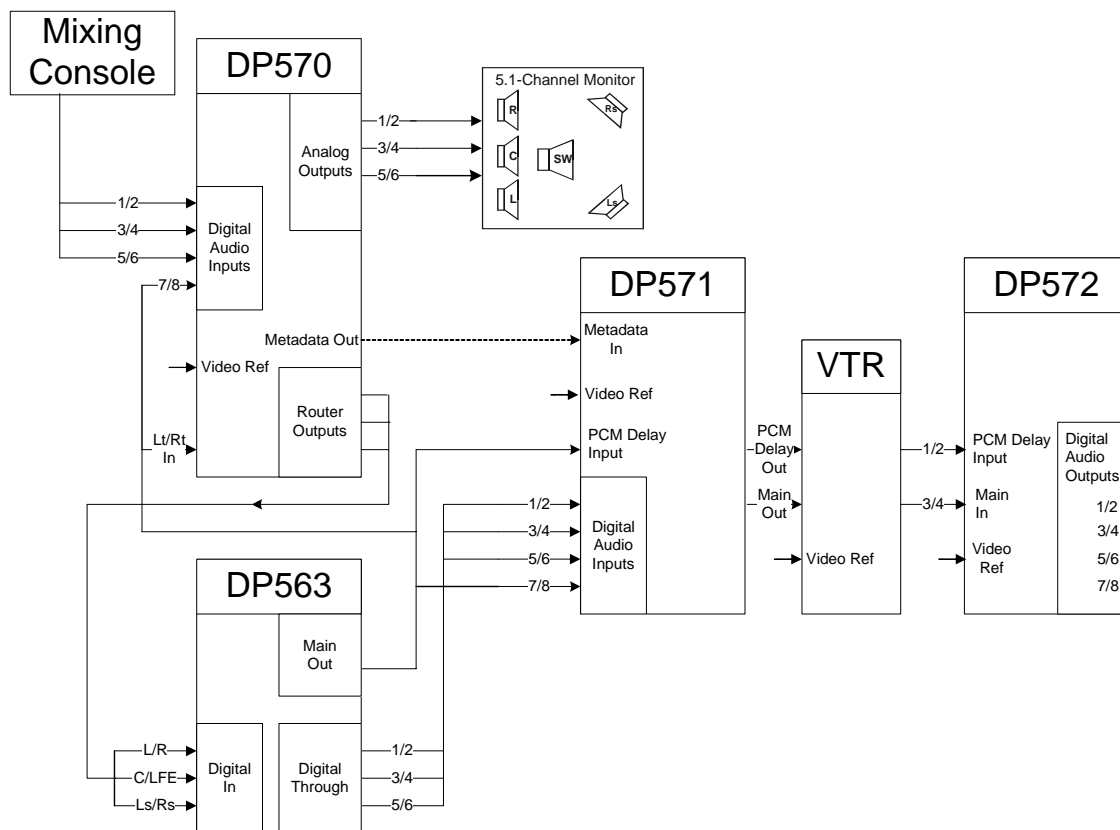 Mixing
Console
DP570
Analog
Outputs
1/2
3/4
5/6
5.1-Channel Monitor
R
C
L
SW
Rs
Ls
1/2
3/4
5/6
7/8
Digital
Audio
Inputs
Metadata Out
Video Ref
Router
Outputs
Lt/Rt
In
DP571
Metadata
In
Video Ref
PCM Delay
Input
1/2
3/4
5/6
7/8
Digital
Audio
Inputs
PCM
Delay
Out
Main
Out
VTR
Video Ref
1/2
3/4
DP572
PCM Delay
Input
Main
In
Video
Ref
Digital
Audio
Outputs
1/2
3/4
5/6
7/8
DP563
Main
Out
L/R
C/LFE
Ls/Rs
Digital
In
Digital
Through
1/2
3/4
5/6